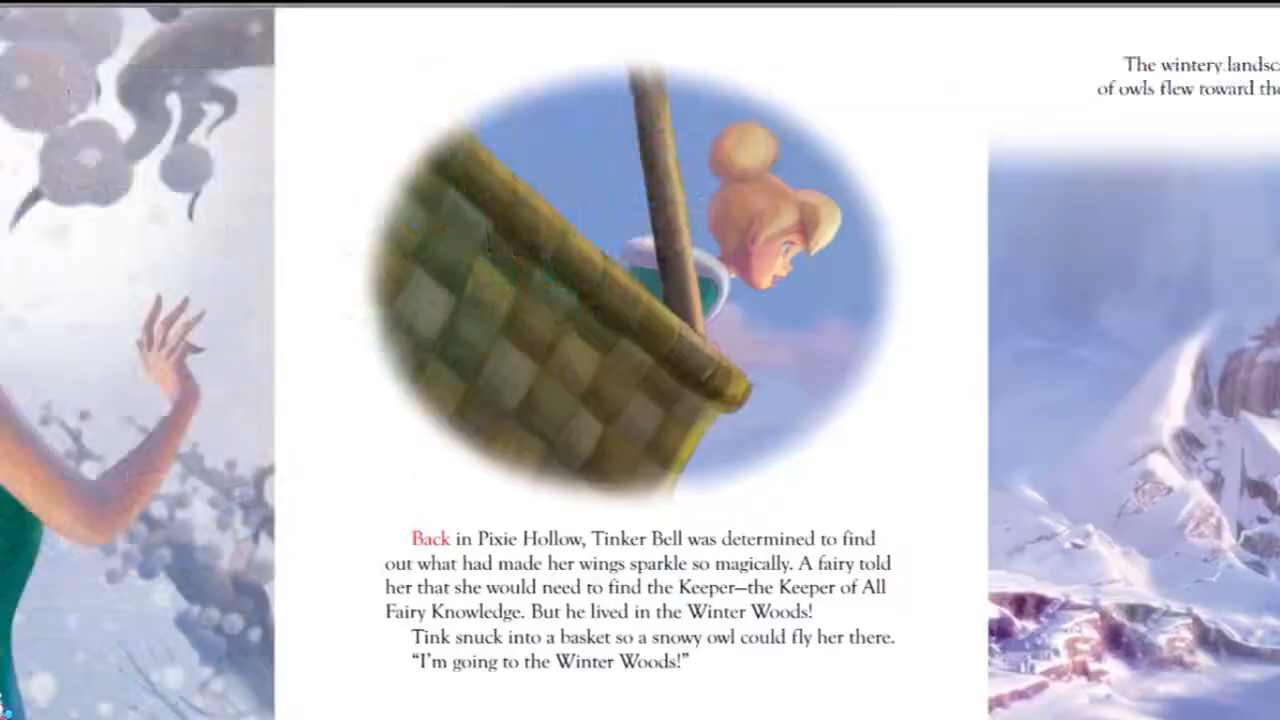 The wintery landsc
of owls flew toward the
Back in Pixie Hollow, Tinker Bell was determined to find
out what had made her wings sparkle so magically. A fairy told
her that she would need to find the Keeper—the Keeper of All
Fairy Knowledge. But he lived in the Winter Woods!
Tink snuck into a basket so a snowy owl could fly her there.
“I’m going to the Winter Woods!”